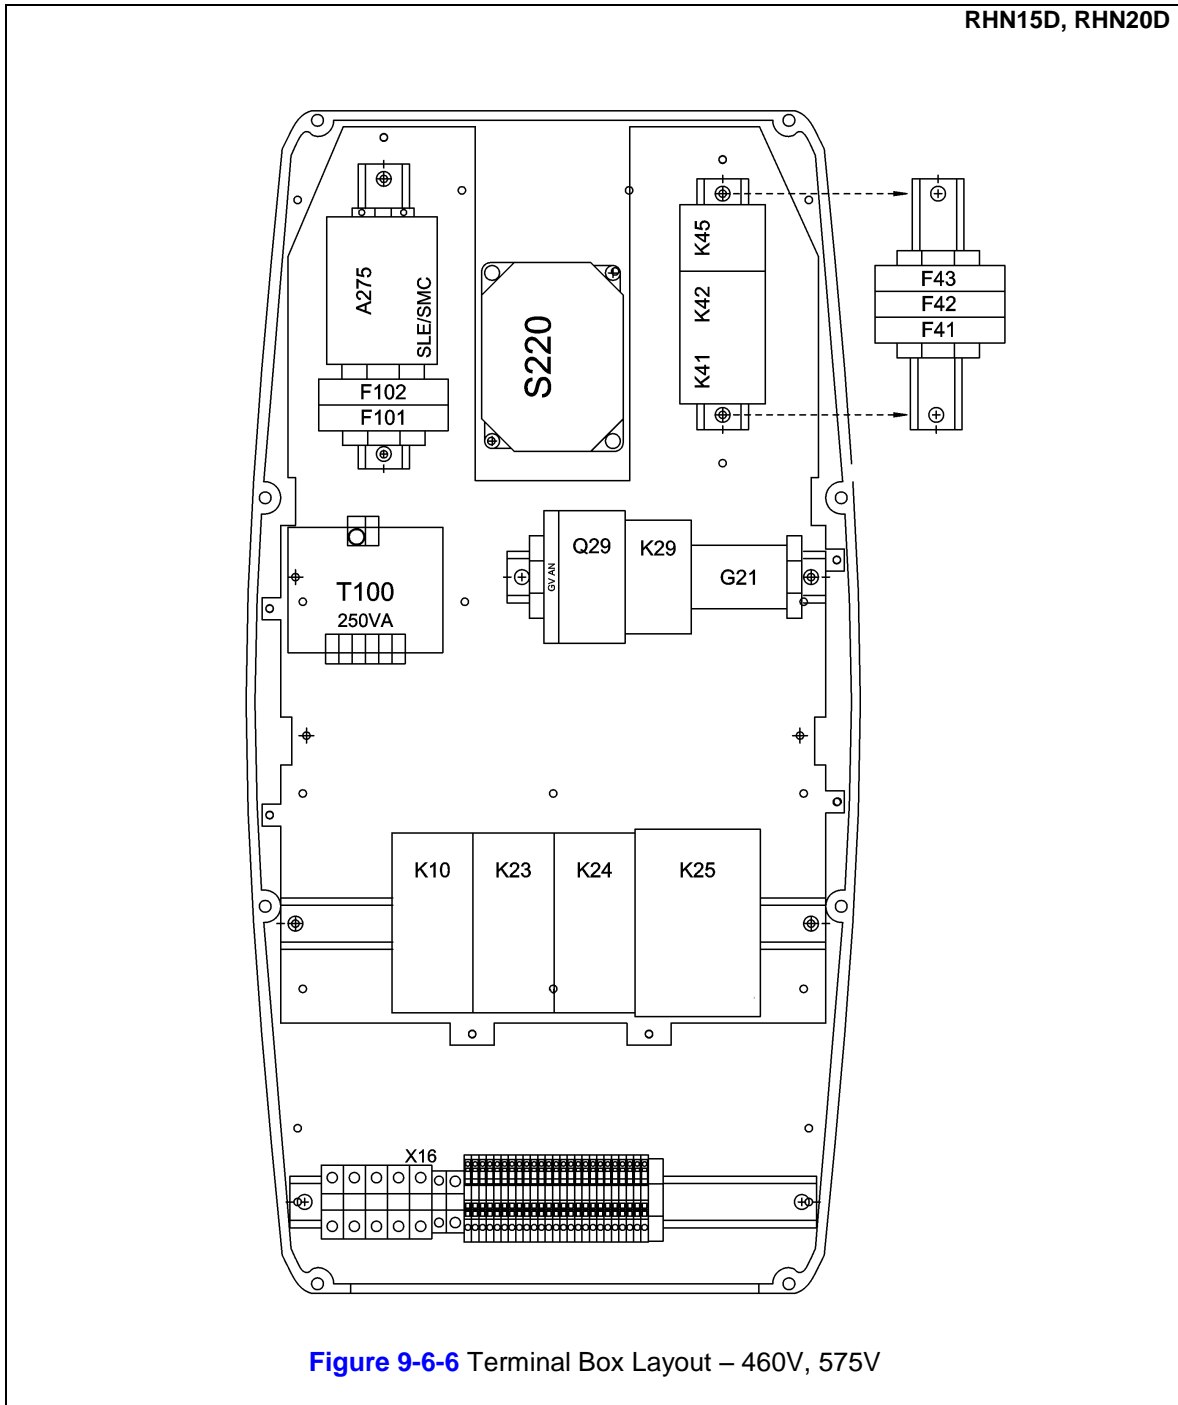 RHN15D, RHN20D
A275
SLE/SMC
F102
F101
S220
K45
K42
K41
F43
F42
F41
T100
250VA
GV AN
Q29
K29
G21
K10
K23
K24
K25
X16
Figure 9-6-6 Terminal Box Layout – 460V, 575V